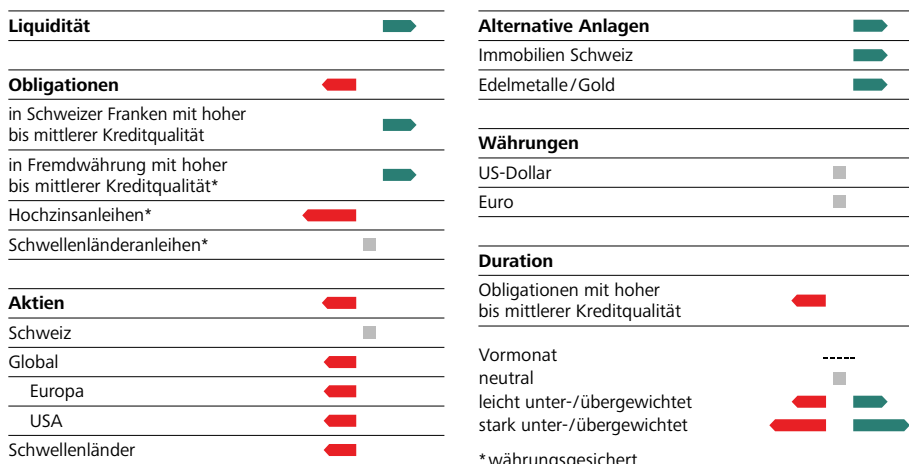 Liquidität
Obligationen
in Schweizer Franken mit hoher
bis mittlerer Kreditqualität
in Fremdwährung mit hoher
bis mittlerer Kreditqualität*
Hochzinsanleihen*
Schwellenländeranleihen*
Aktien
Schweiz
Global
Europa
USA
Schwellenländer
Alternative Anlagen
Immobilien Schweiz
Edelmetalle/Gold
Währungen
US-Dollar
Euro
Duration
Obligationen mit hoher
bis mittlerer Kreditqualität
Vormonat
neutral
leicht unter-/übergewichtet
stark unter-/übergewichtet
*währungsgesichert